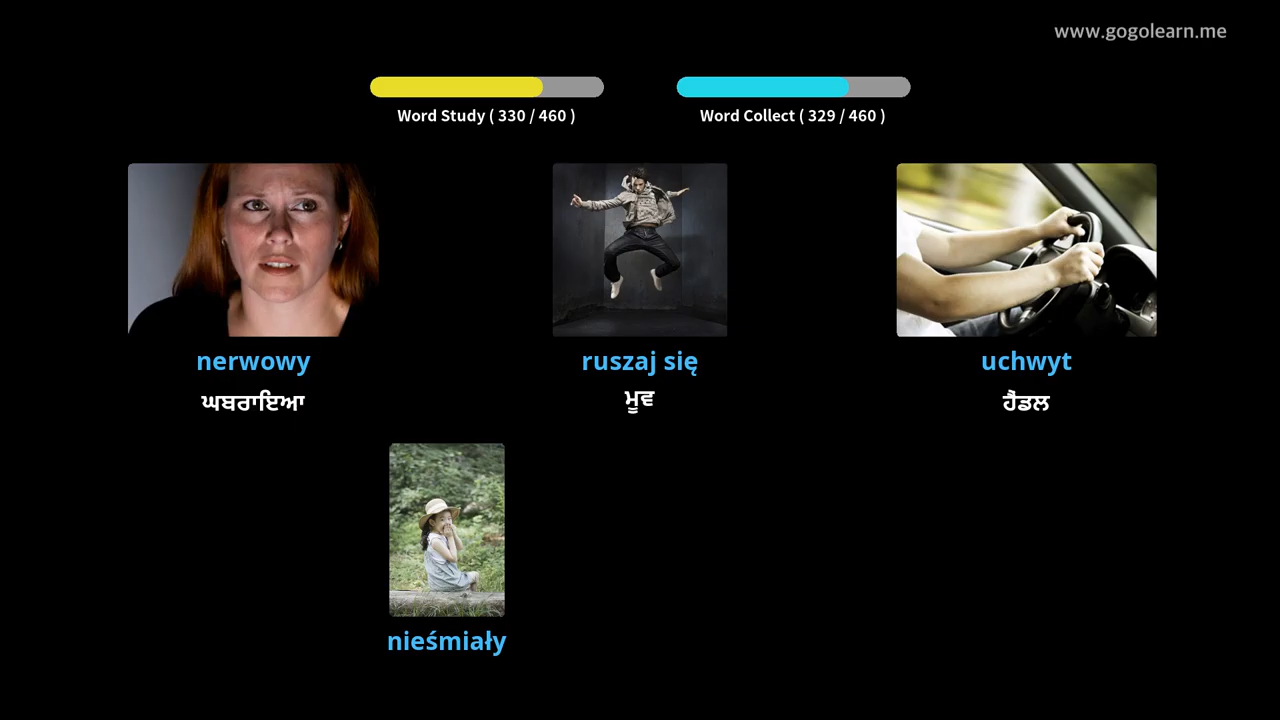 www.gogolearn.me
Word Study ( 330 / 460 )
Word Collect ( 329 / 460 )
nerwowy
ruszaj się
uchwyt
ਘਬਰਾਇਆ
ਮੂਵ
ਹੈਂਡਲ
nieśmiały